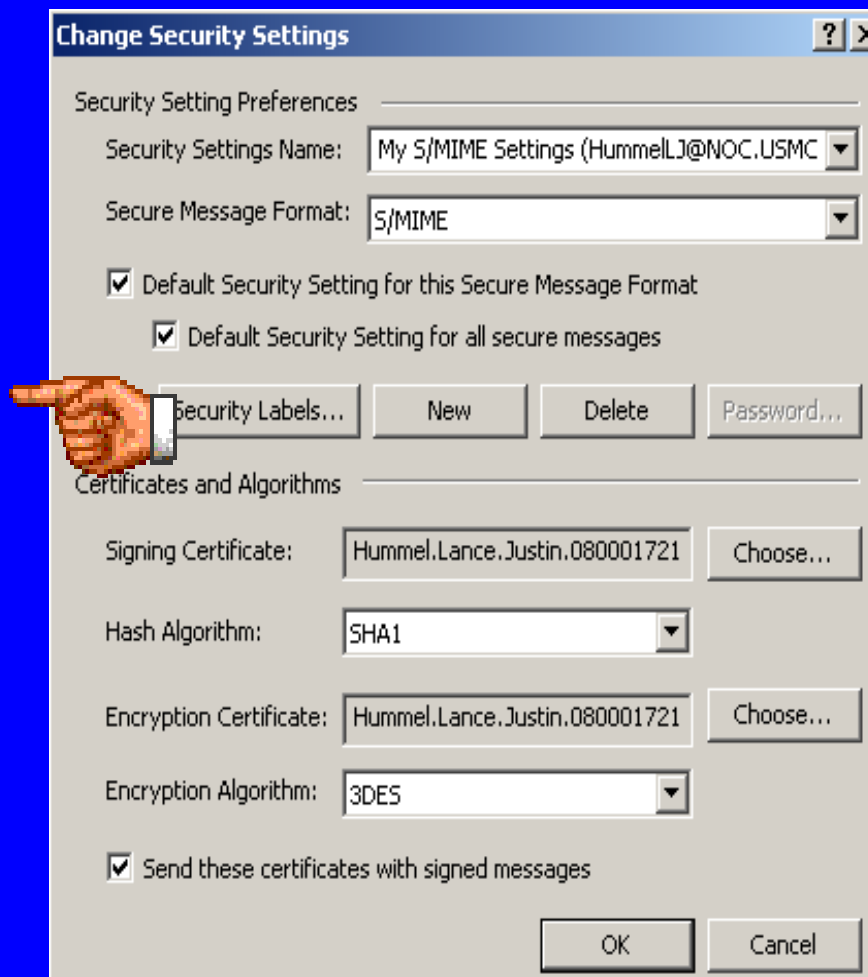 Change Security Settings
Security Setting Preferences
Security Settings Name: My S/MIME Settings (HummelLJ@NOC.USMC
Secure Message Format: S/MIME
Default Security Setting for this Secure Message Format
Default Security Setting for all secure messages
Security Labels... New Delete Password...
Certificates and Algorithms
Signing Certificate: Hummel.Lance.Justin.080001721 Choose...
Hash Algorithm: SHA1
Encryption Certificate: Hummel.Lance.Justin.080001721 Choose...
Encryption Algorithm: 3DES
Send these certificates with signed messages
OK Cancel